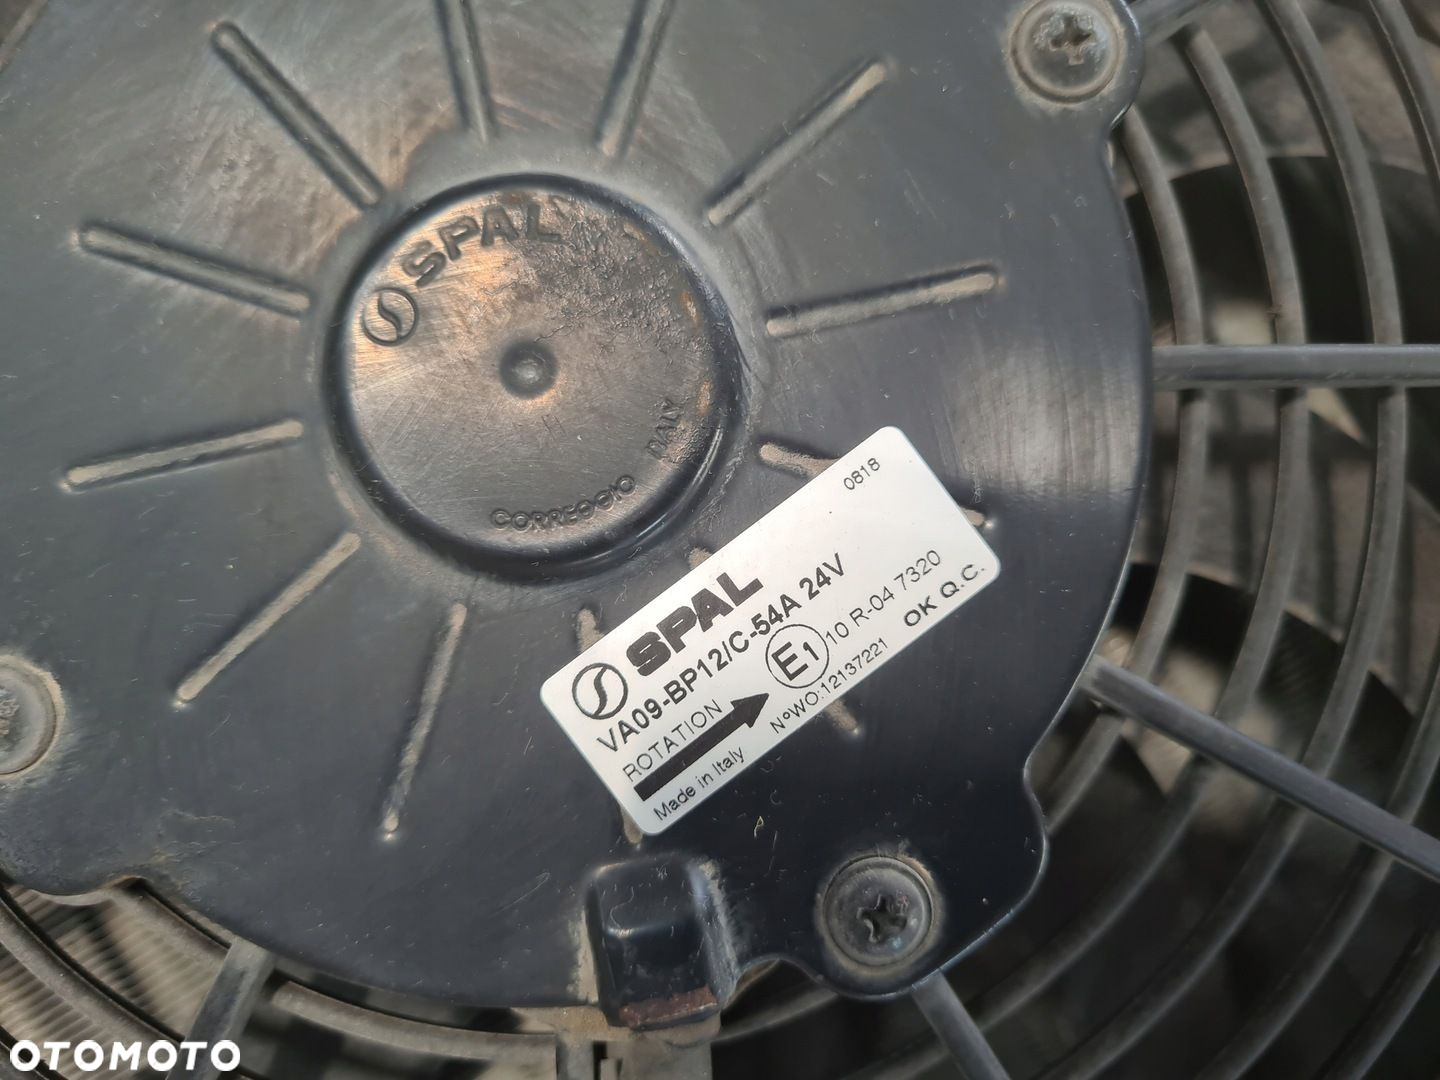 SPAL
CORREGGIO ITALY
0818
SPAL
VA09-BP12/C-54A 24V
ROTATION
E1
10 R-04 7320
Made in Italy
N°WO:12137221
OK Q.C.
OTOMOTO